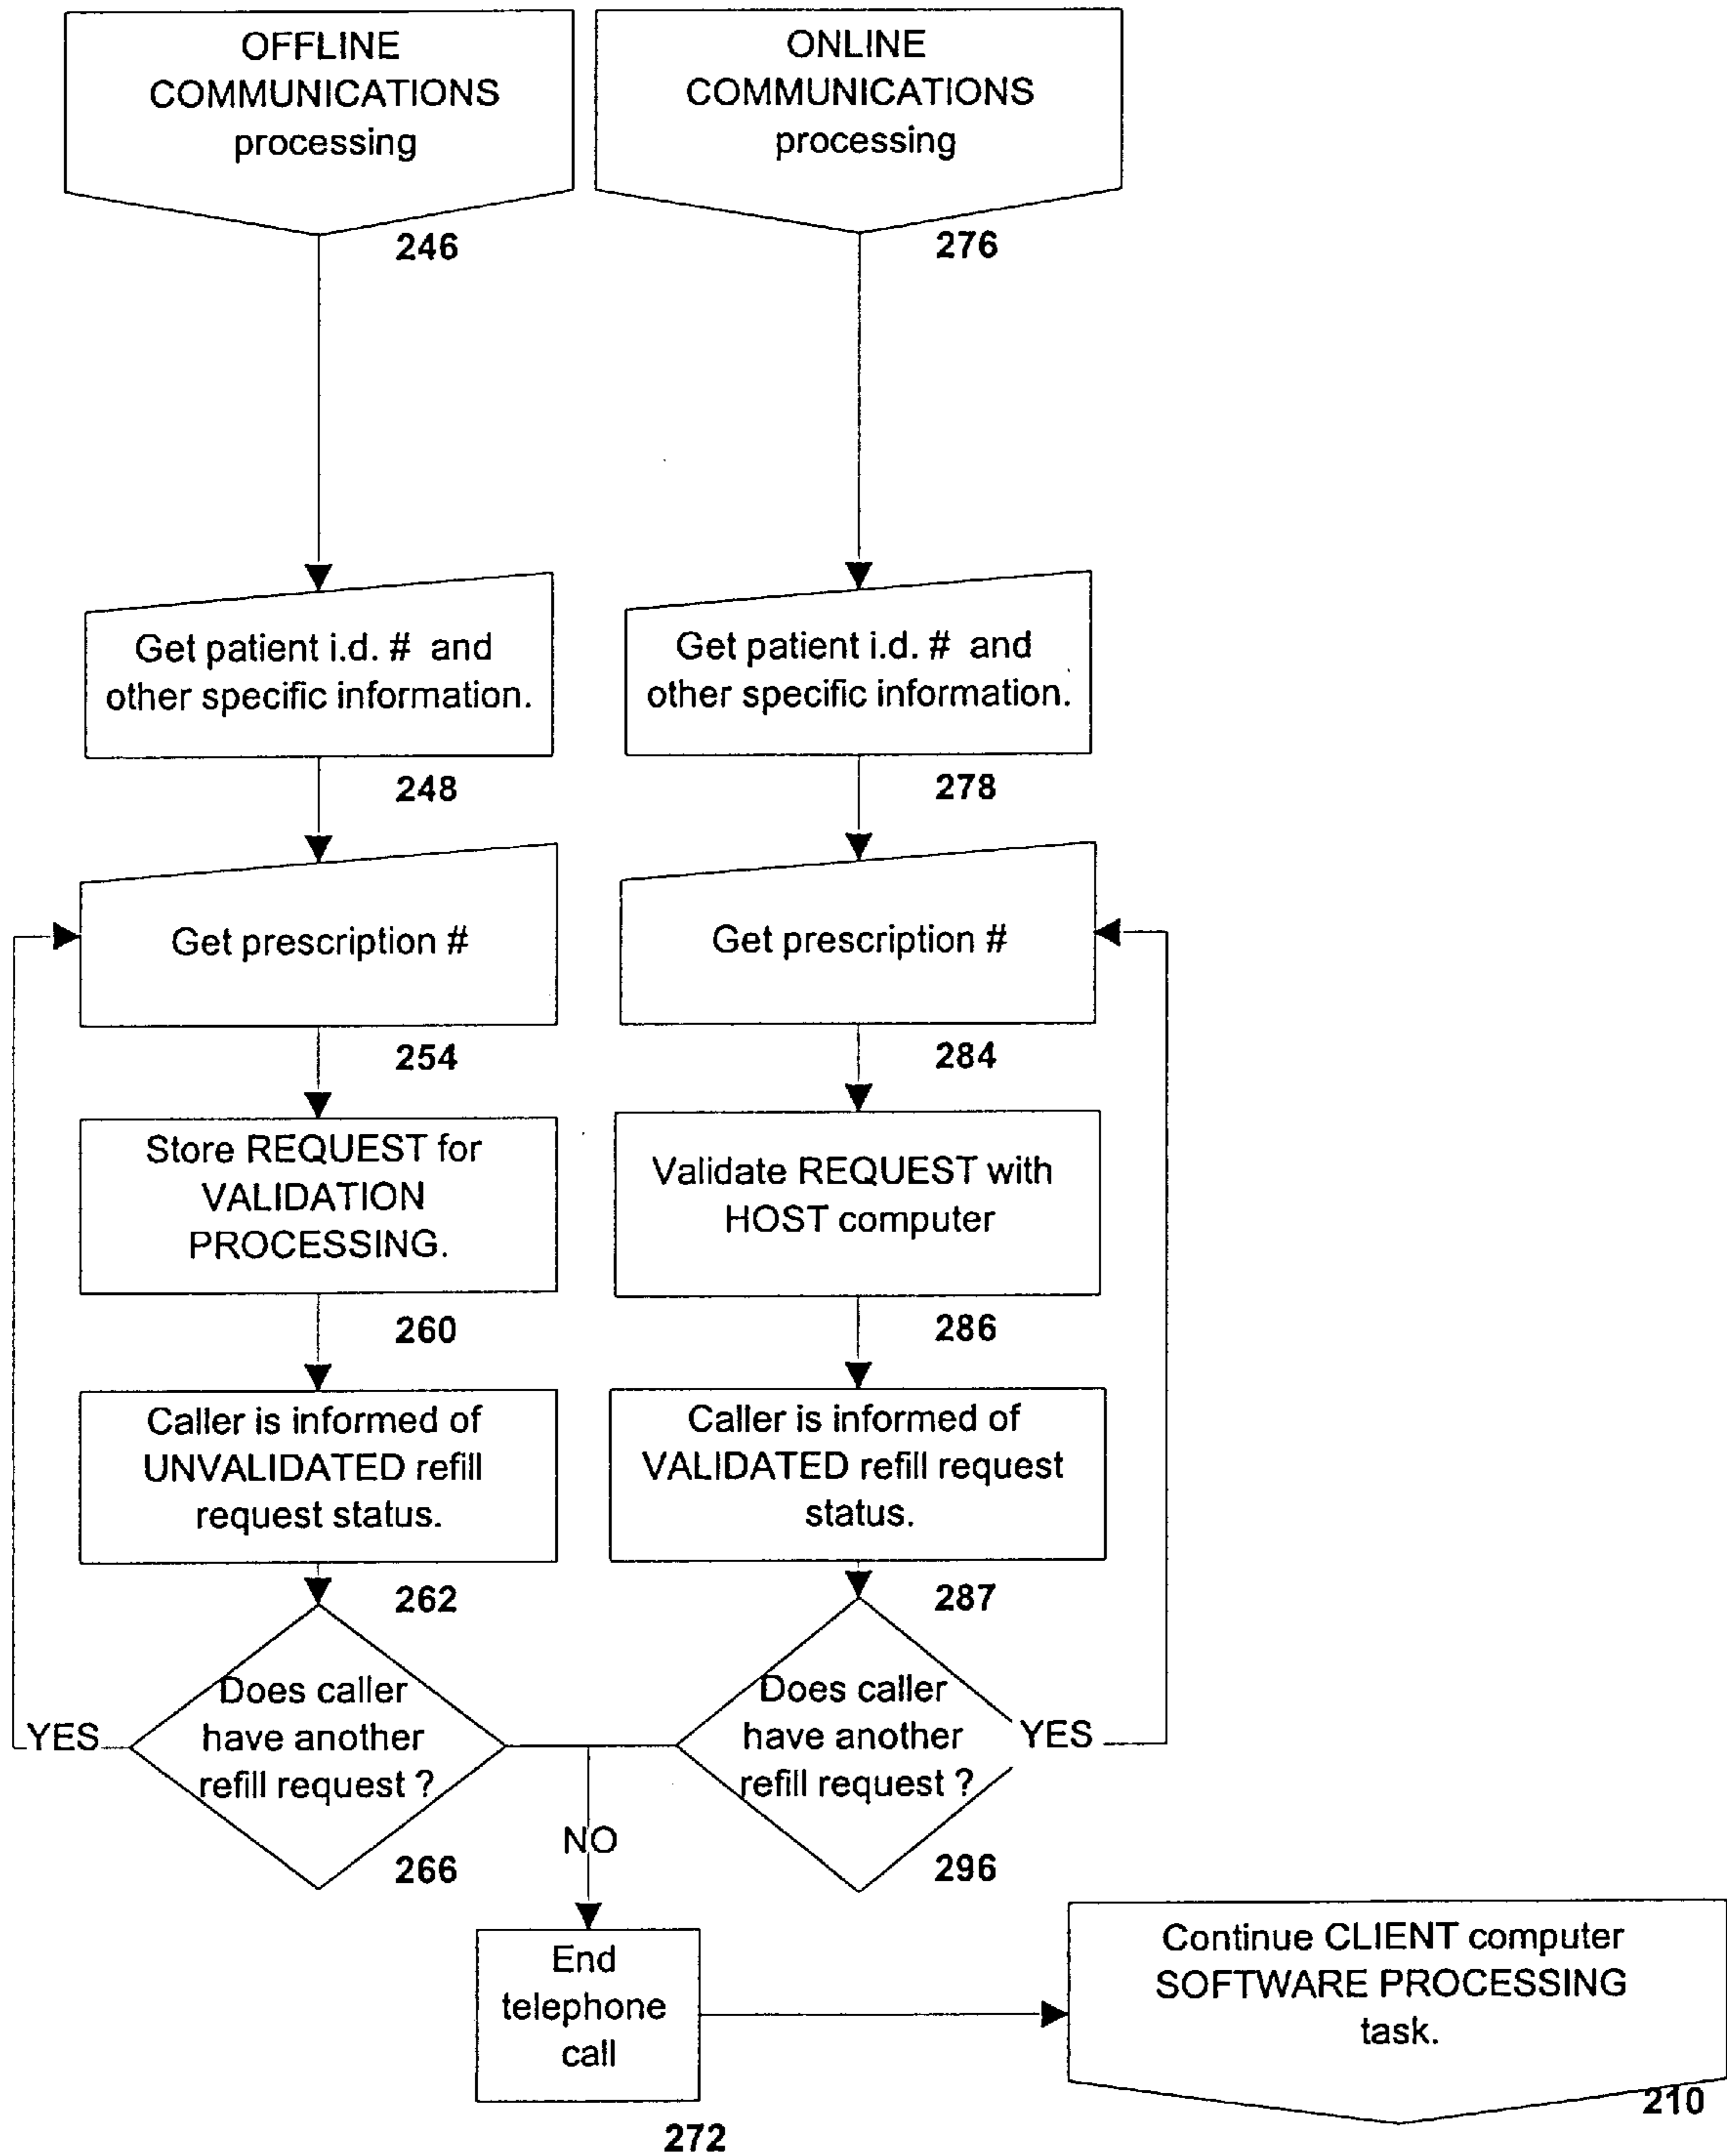 OFFLINE
COMMUNICATIONS
processing
246
ONLINE
COMMUNICATIONS
processing
276
Get patient i.d. # and
other specific information.
248
Get patient i.d. # and
other specific information.
278
Get prescription #
254
Get prescription #
284
Store REQUEST for
VALIDATION
PROCESSING.
260
Validate REQUEST with
HOST computer
286
Caller is informed of
UNVALIDATED refill
request status.
262
Caller is informed of
VALIDATED refill request
status.
287
Does caller
have another
refill request ?
YES
266
Does caller
have another
refill request ?
YES
296
NO
End
telephone
call
272
Continue CLIENT computer
SOFTWARE PROCESSING
task.
210